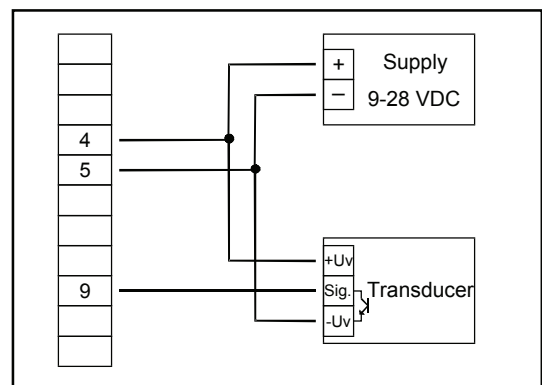 + Supply
− 9-28 VDC
4
5
+Uv
9 Sig. Transducer
-Uv